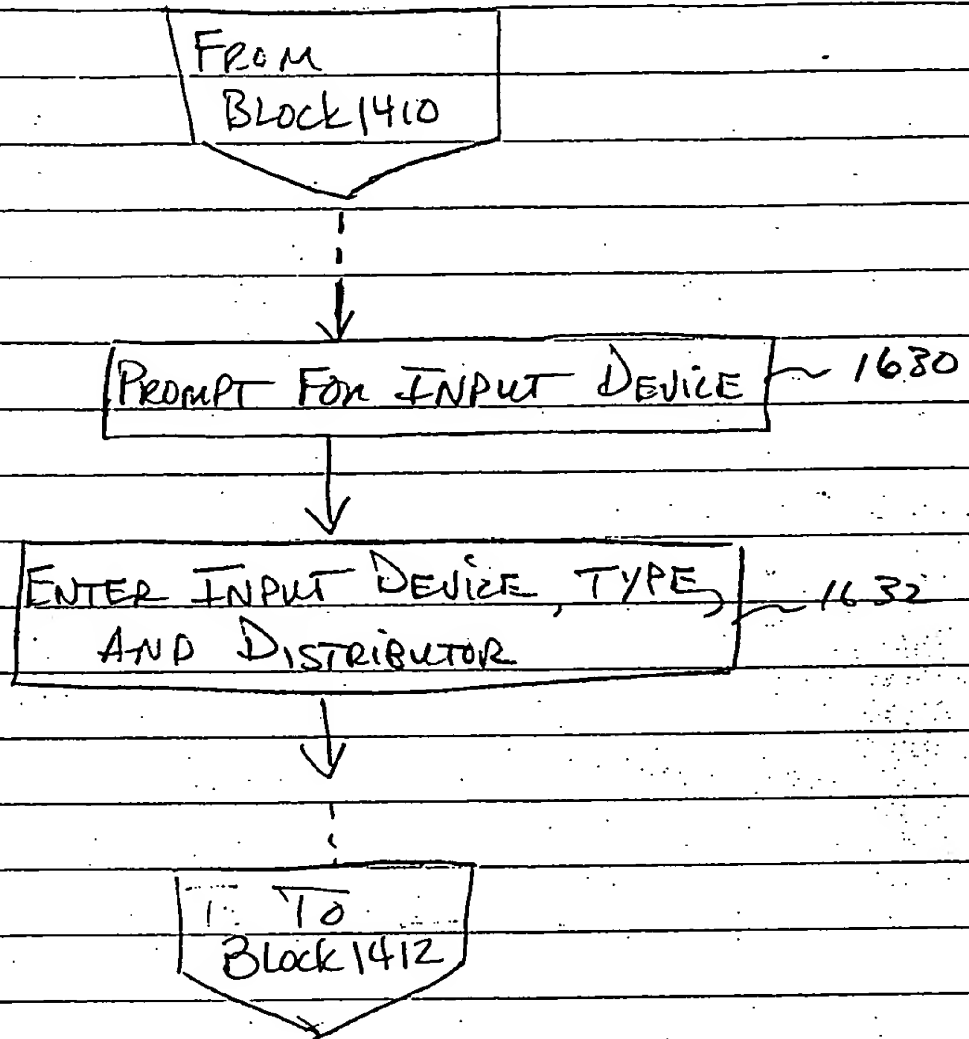 FROM
BLOCK 1410
PROMPT FOR INPUT DEVICE
1630
ENTER INPUT DEVICE, TYPE,
AND DISTRIBUTOR
1632
TO
BLOCK 1412